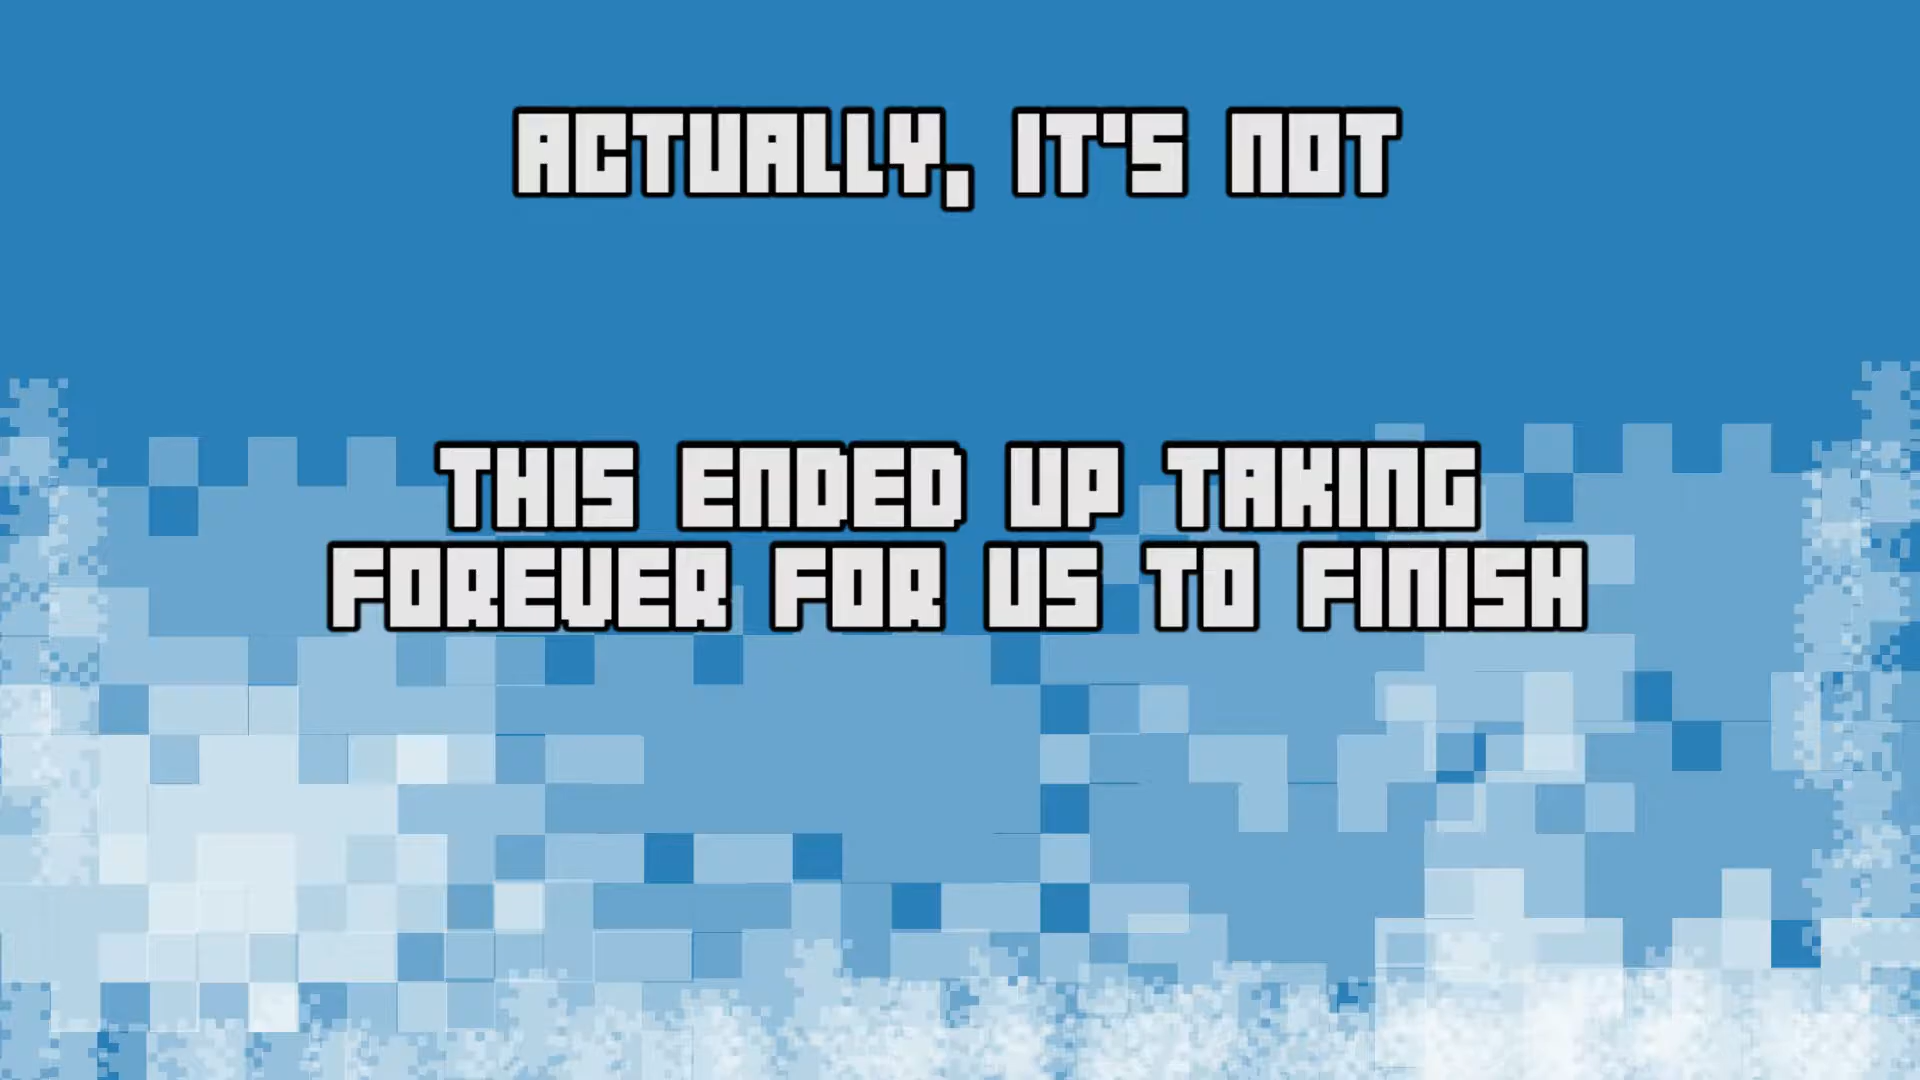 ACTUALLY, IT'S NOT
THIS ENDED UP TAKING
FOREVER FOR US TO FINISH